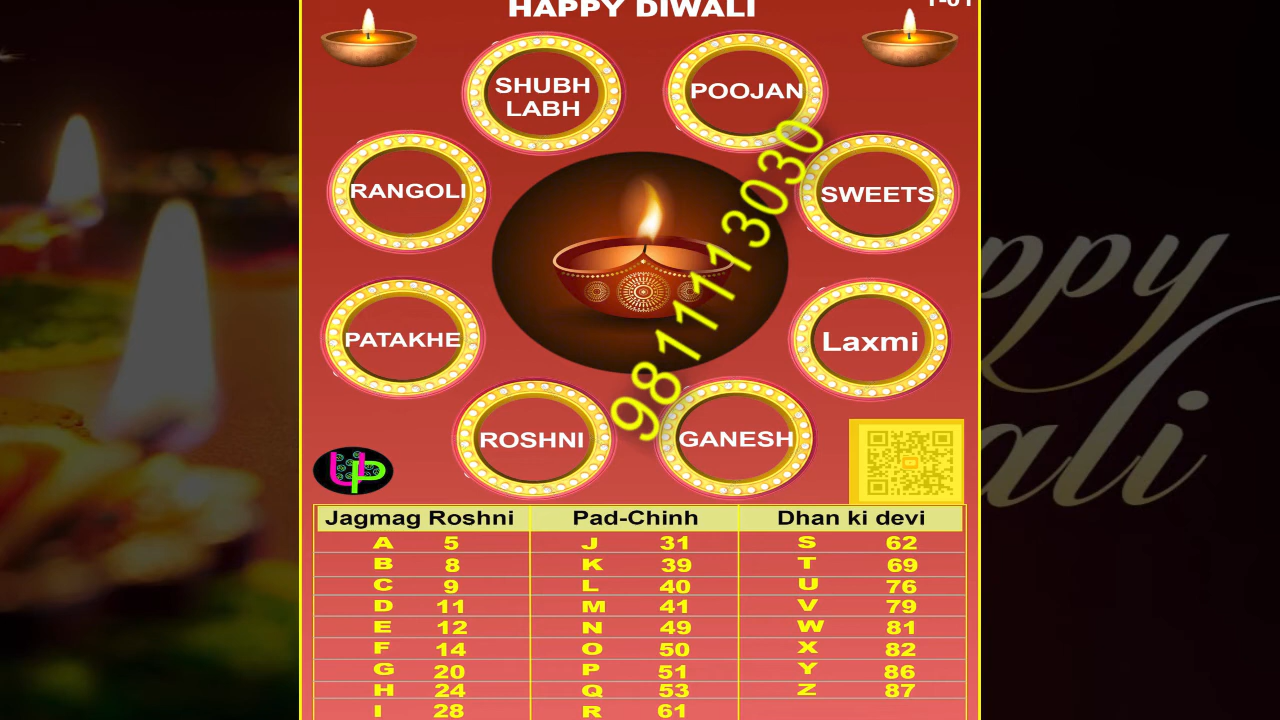 HAPPY DIWALI
SHUBH
LABH
POOJAN
RANGOLI
SWEETS
PATAKHE
Laxmi
ROSHNI
GANESH
9811113030
UP
Jagmag Roshni Pad-Chinh Dhan ki devi
A 5 J 31 S 62
B 8 K 39 T 69
C 9 L 40 U 76
D 11 M 41 V 79
E 12 N 49 W 81
F 14 O 50 X 82
G 20 P 51 Y 86
H 24 Q 53 Z 87
I 28 R 61